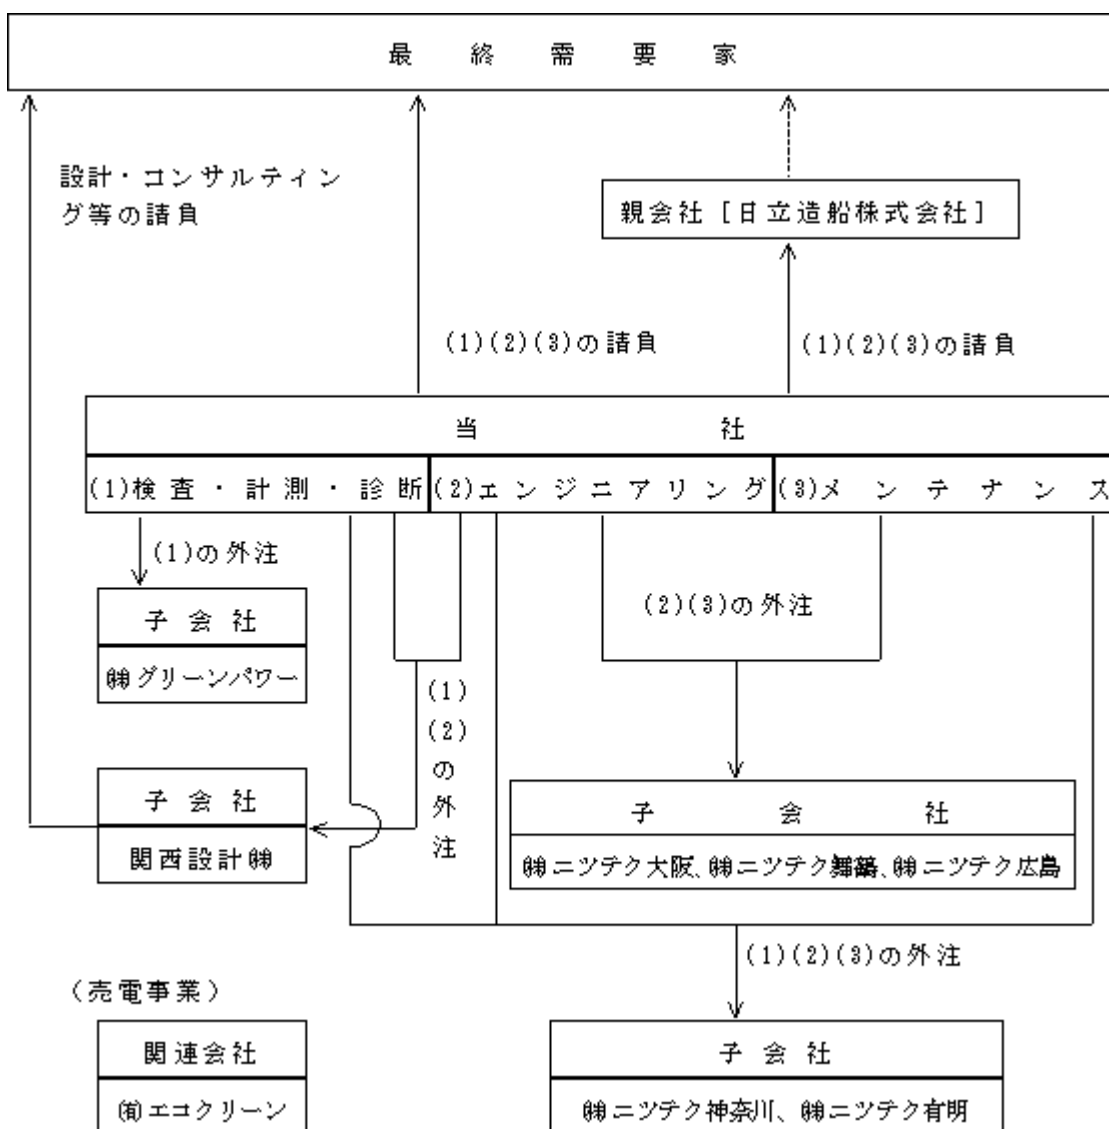 最終需要家
設計・コンサルティン
グ等の請負
親会社［日立造船株式会社］
(1)(2)(3)の請負
(1)(2)(3)の請負
当社
(1)検査・計測・診断
(2)エンジニアリング
(3)メンテナンス
(1)の外注
(2)(3)の外注
子会社
㈱グリーンパワー
(1)
(2)
の
外
注
子会社
関西設計㈱
子会社
㈱ニツテク大阪、㈱ニツテク舞鶴、㈱ニツテク広島
(1)(2)(3)の外注
（売電事業）
関連会社
㈲エコクリーン
子会社
㈱ニツテク神奈川、㈱ニツテク有明